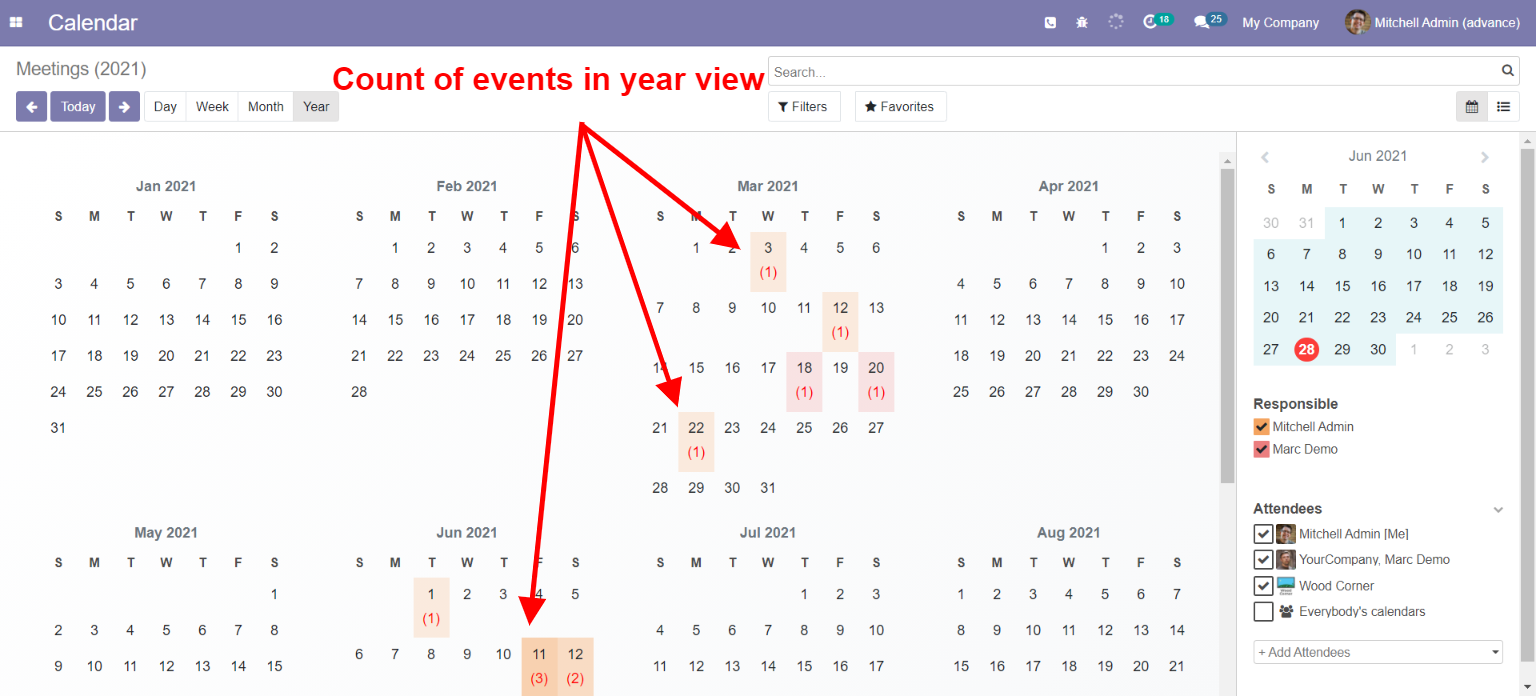 Calendar
18
25
My Company
Mitchell Admin (advance)
Meetings (2021)
Count of events in year view
Search...
Today
Day
Week
Month
Year
Filters
Favorites
Jan 2021
S M T W T F S
1 2
3 4 5 6 7 8 9
10 11 12 13 14 15 16
17 18 19 20 21 22 23
24 25 26 27 28 29 30
31
Feb 2021
S M T W T F S
1 2 3 4 5 6
7 8 9 10 11 12 13
14 15 16 17 18 19 20
21 22 23 24 25 26 27
28
Mar 2021
S M T W T F S
1 2 3 4 5 6
(1)
7 8 9 10 11 12 13
(1)
14 15 16 17 18 19 20
(1) (1)
21 22 23 24 25 26 27
(1)
28 29 30 31
Apr 2021
S M T W T F S
1 2 3
4 5 6 7 8 9 10
11 12 13 14 15 16 17
18 19 20 21 22 23 24
25 26 27 28 29 30
May 2021
S M T W T F S
1
2 3 4 5 6 7 8
9 10 11 12 13 14 15
Jun 2021
S M T W T F S
1 2 3 4 5
(1)
6 7 8 9 10 11 12
(3) (2)
Jul 2021
S M T W T F S
1 2 3
4 5 6 7 8 9 10
11 12 13 14 15 16 17
Aug 2021
S M T W T F S
1 2 3 4 5 6 7
8 9 10 11 12 13 14
15 16 17 18 19 20 21
Jun 2021
S M T W T F S
30 31 1 2 3 4 5
6 7 8 9 10 11 12
13 14 15 16 17 18 19
20 21 22 23 24 25 26
27 28 29 30 1 2 3
Responsible
Mitchell Admin
Marc Demo
Attendees
Mitchell Admin [Me]
YourCompany, Marc Demo
Wood Corner
Everybody's calendars
+ Add Attendees